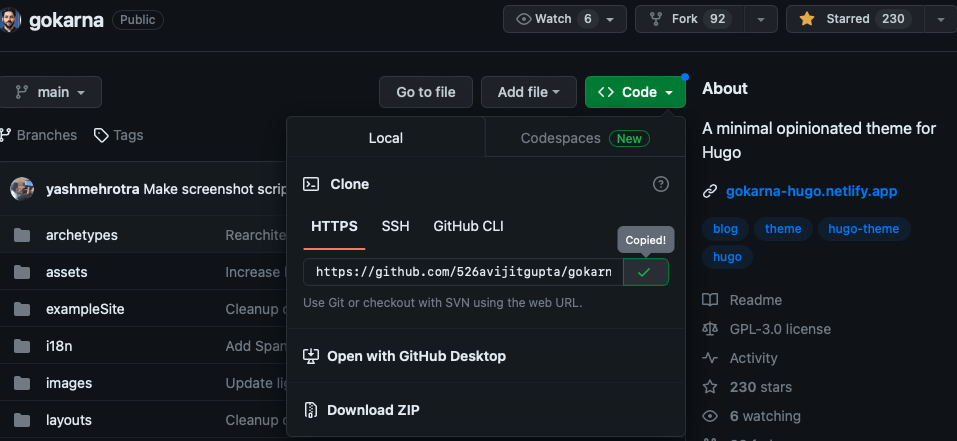 gokarna Public
Watch 6
Fork 92
Starred 230
main
Go to file
Add file
Code
Branches
Tags
yashmehrotra Make screenshot scrip
archetypes Rearchite
assets Increase
exampleSite Cleanup
i18n Add Span
images Update li
layouts Cleanup
Local
Codespaces New
Clone
HTTPS
SSH
GitHub CLI
Copied!
https://github.com/526avijitgupta/gokarn
Use Git or checkout with SVN using the web URL.
Open with GitHub Desktop
Download ZIP
About
A minimal opinionated theme for
Hugo
gokarna-hugo.netlify.app
blog theme hugo-theme
hugo
Readme
GPL-3.0 license
Activity
230 stars
6 watching